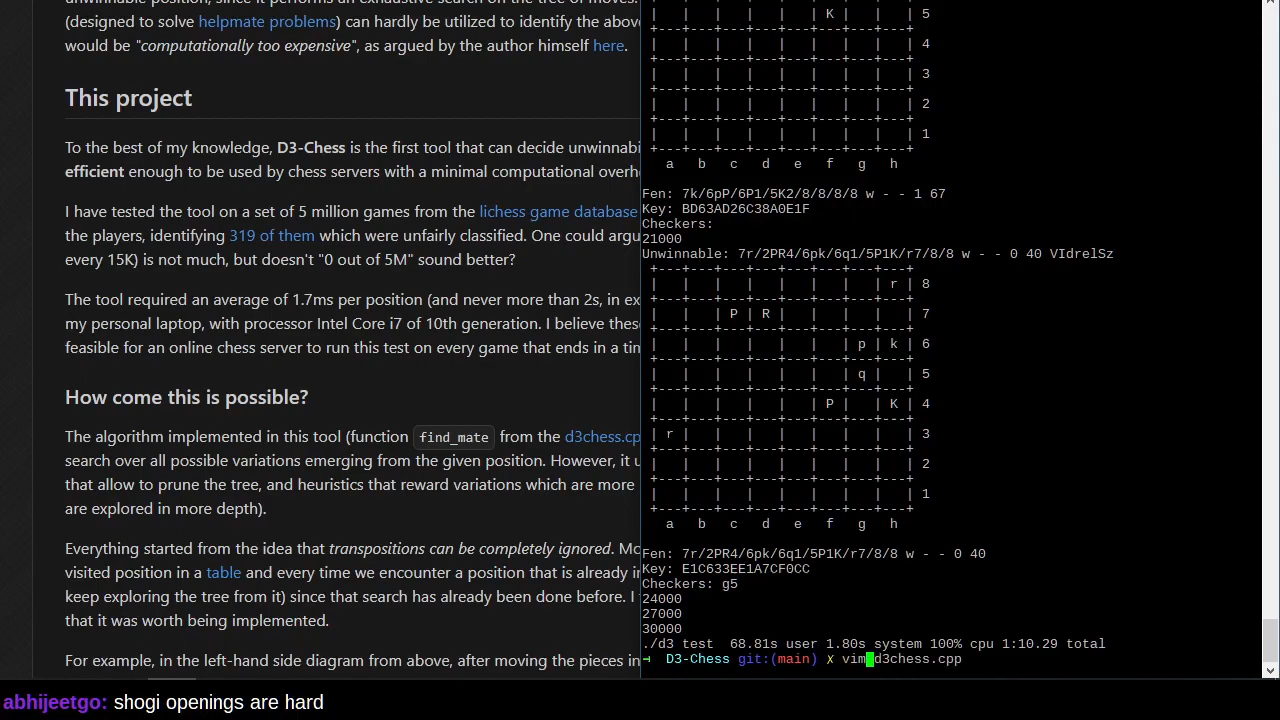 unwinnable position, since it performs an exhaustive search on the tree of moves.
(designed to solve helpmate problems) can hardly be utilized to identify the above
would be "computationally too expensive", as argued by the author himself here.
This project
To the best of my knowledge, D3-Chess is the first tool that can decide unwinnabi
efficient enough to be used by chess servers with a minimal computational overh
I have tested the tool on a set of 5 million games from the lichess game database
the players, identifying 319 of them which were unfairly classified. One could argu
every 15K) is not much, but doesn't "0 out of 5M" sound better?
The tool required an average of 1.7ms per position (and never more than 2s, in ex
my personal laptop, with processor Intel Core i7 of 10th generation. I believe these
feasible for an online chess server to run this test on every game that ends in a tim
How come this is possible?
The algorithm implemented in this tool (function find_mate from the d3chess.cp
search over all possible variations emerging from the given position. However, it u
that allow to prune the tree, and heuristics that reward variations which are more
are explored in more depth).
Everything started from the idea that transpositions can be completely ignored. Mo
visited position in a table and every time we encounter a position that is already in
keep exploring the tree from it) since that search has already been done before. I
that it was worth being implemented.
For example, in the left-hand side diagram from above, after moving the pieces in
|   |   |   |   |   | K |   |   | 5
+---+---+---+---+---+---+---+---+
|   |   |   |   |   |   |   |   | 4
+---+---+---+---+---+---+---+---+
|   |   |   |   |   |   |   |   | 3
+---+---+---+---+---+---+---+---+
|   |   |   |   |   |   |   |   | 2
+---+---+---+---+---+---+---+---+
|   |   |   |   |   |   |   |   | 1
+---+---+---+---+---+---+---+---+
a   b   c   d   e   f   g   h
Fen: 7k/6pP/6P1/5K2/8/8/8/8 w - - 1 67
Key: BD63AD26C38A0E1F
Checkers:
21000
Unwinnable: 7r/2PR4/6pk/6q1/5P1K/r7/8/8 w - - 0 40 VIdrelSz
+---+---+---+---+---+---+---+---+
|   |   |   |   |   |   |   | r | 8
+---+---+---+---+---+---+---+---+
|   |   | P | R |   |   |   |   | 7
+---+---+---+---+---+---+---+---+
|   |   |   |   |   |   | p | k | 6
+---+---+---+---+---+---+---+---+
|   |   |   |   |   |   | q |   | 5
+---+---+---+---+---+---+---+---+
|   |   |   |   |   | P |   | K | 4
+---+---+---+---+---+---+---+---+
| r |   |   |   |   |   |   |   | 3
+---+---+---+---+---+---+---+---+
|   |   |   |   |   |   |   |   | 2
+---+---+---+---+---+---+---+---+
|   |   |   |   |   |   |   |   | 1
+---+---+---+---+---+---+---+---+
a   b   c   d   e   f   g   h
Fen: 7r/2PR4/6pk/6q1/5P1K/r7/8/8 w - - 0 40
Key: E1C633EE1A7CF0CC
Checkers: g5
24000
27000
30000
./d3 test  68.81s user 1.80s system 100% cpu 1:10.29 total
→  D3-Chess git:(main) ✗ vim d3chess.cpp
abhijeetgo: shogi openings are hard